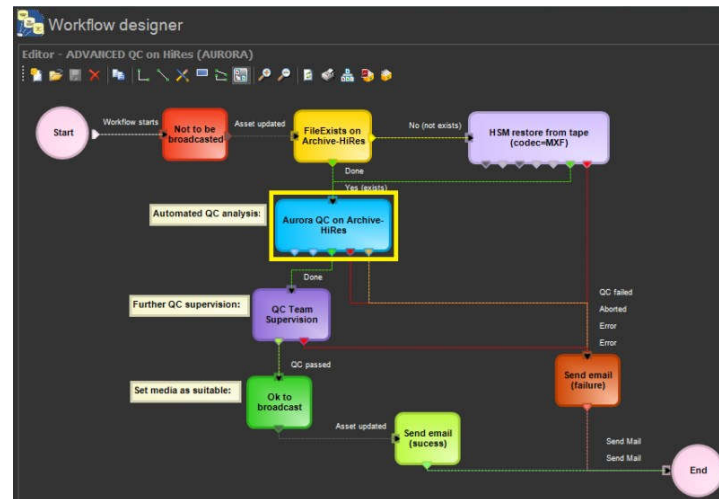 Workflow designer
Editor - ADVANCED QC on HiRes (AURORA)
Start
Workflow starts
Not to be
broadcasted
Asset updated
FileExists on
Archive-HiRes
No (not exists)
HSM restore from tape
(codec=MXF)
Done
Yes (exists)
Automated QC analysis:
Aurora QC on Archive-
HiRes
Done
Further QC supervision:
QC Team
Supervision
QC failed
Aborted
Error
Error
QC passed
Set media as suitable:
Ok to
broadcast
Send email
(failure)
Asset updated
Send email
(sucess)
Send Mail
Send Mail
End